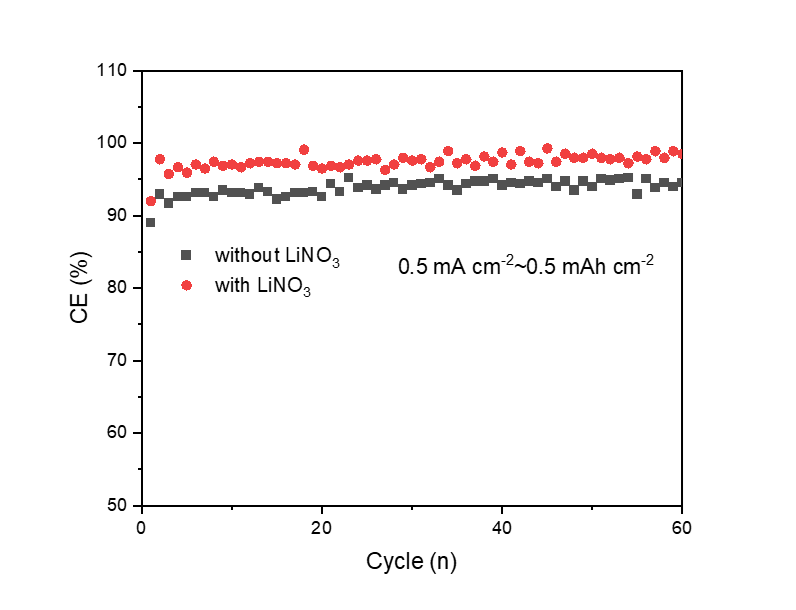 110
100
90
80
70
60
50
CE (%)
without LiNO₃
with LiNO₃
0.5 mA cm⁻²~0.5 mAh cm⁻²
0 20 40 60
Cycle (n)